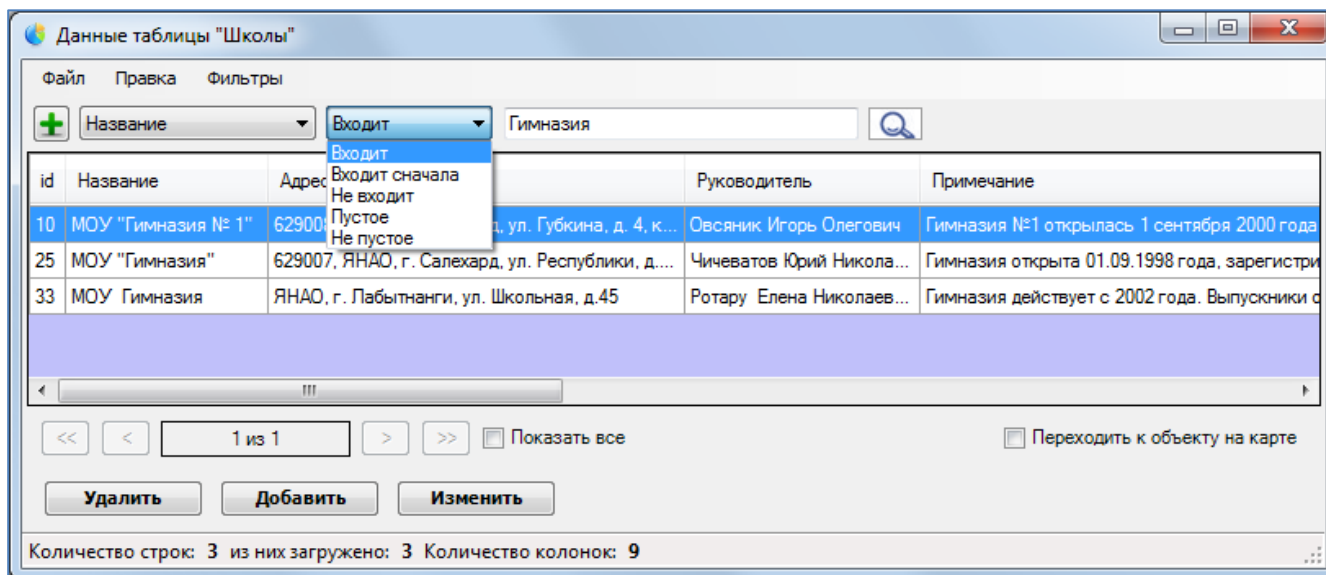 Данные таблицы "Школы"
Файл Правка Фильтры
Название Входит Гимназия
Входит
Входит сначала
Не входит
Пустое
Не пустое
id Название Адрес Руководитель Примечание
10 МОУ "Гимназия № 1" 62900 , ул. Губкина, д. 4, к... Овсяник Игорь Олегович Гимназия №1 открылась 1 сентября 2000 года
25 МОУ "Гимназия" 629007, ЯНАО, г. Салехард, ул. Республики, д.... Чичеватов Юрий Никола... Гимназия открыта 01.09.1998 года, зарегистри
33 МОУ Гимназия ЯНАО, г. Лабытнанги, ул. Школьная, д.45 Ротару Елена Николаев... Гимназия действует с 2002 года. Выпускники
<< < 1 из 1 > >> Показать все Переходить к объекту на карте
Удалить Добавить Изменить
Количество строк: 3 из них загружено: 3 Количество колонок: 9